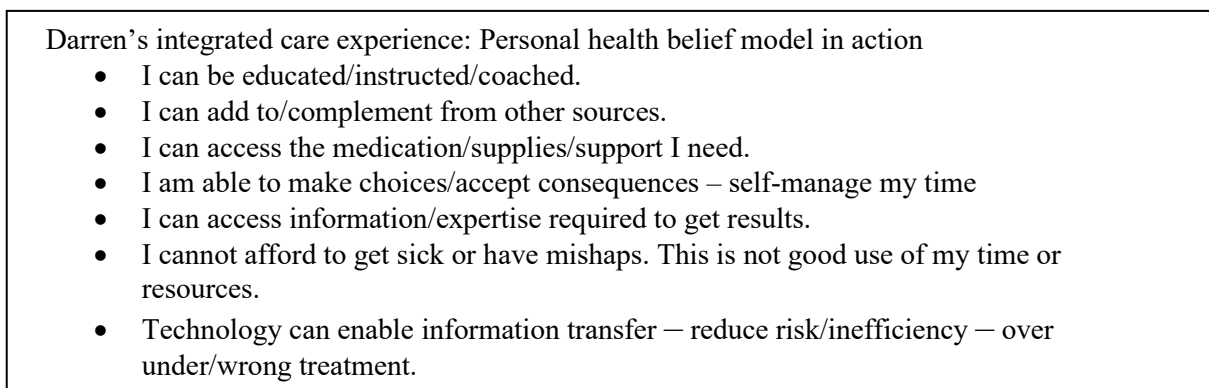 Darren’s integrated care experience: Personal health belief model in action
• I can be educated/instructed/coached.
• I can add to/complement from other sources.
• I can access the medication/supplies/support I need.
• I am able to make choices/accept consequences – self-manage my time
• I can access information/expertise required to get results.
• I cannot afford to get sick or have mishaps. This is not good use of my time or
resources.
• Technology can enable information transfer ─ reduce risk/inefficiency ─ over
under/wrong treatment.